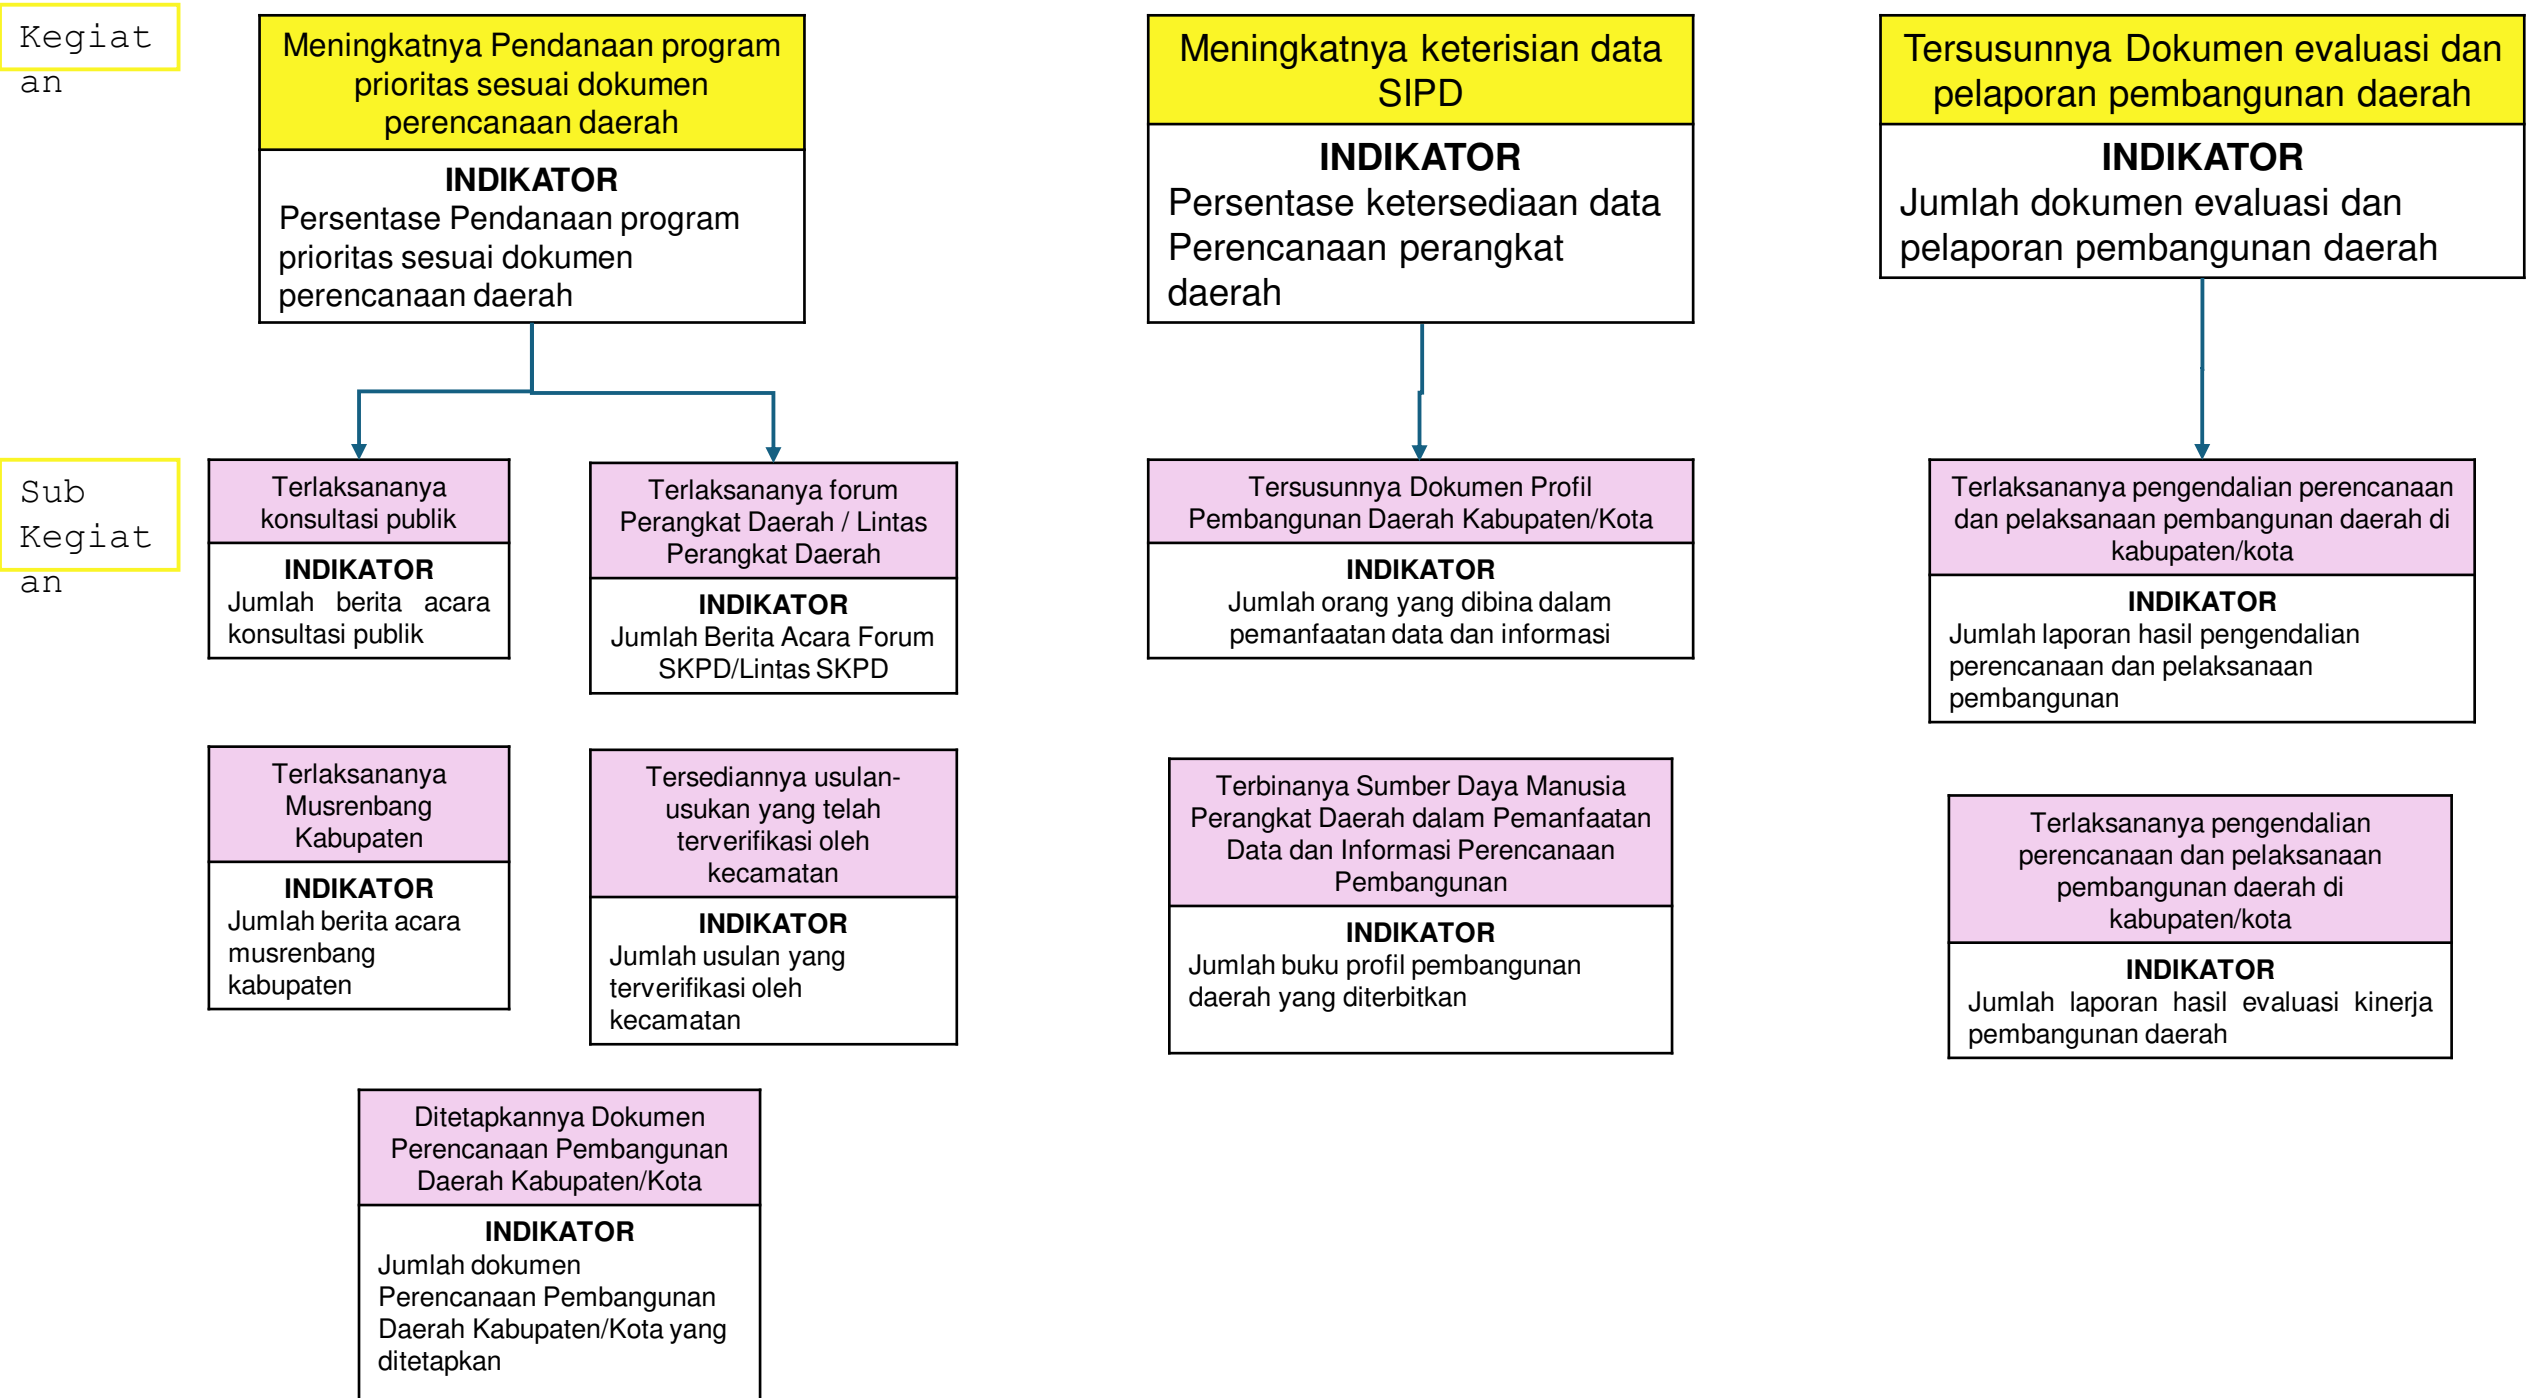 Kegiat
an
Meningkatnya Pendanaan program
prioritas sesuai dokumen
perencanaan daerah
INDIKATOR
Persentase Pendanaan program
prioritas sesuai dokumen
perencanaan daerah
Meningkatnya keterisian data
SIPD
INDIKATOR
Persentase ketersediaan data
Perencanaan perangkat
daerah
Tersusunnya Dokumen evaluasi dan
pelaporan pembangunan daerah
INDIKATOR
Jumlah dokumen evaluasi dan
pelaporan pembangunan daerah
Sub
Kegiat
an
Terlaksananya
konsultasi publik
INDIKATOR
Jumlah berita acara
konsultasi publik
Terlaksananya forum
Perangkat Daerah / Lintas
Perangkat Daerah
INDIKATOR
Jumlah Berita Acara Forum
SKPD/Lintas SKPD
Tersusunnya Dokumen Profil
Pembangunan Daerah Kabupaten/Kota
INDIKATOR
Jumlah orang yang dibina dalam
pemanfaatan data dan informasi
Terlaksananya pengendalian perencanaan
dan pelaksanaan pembangunan daerah di
kabupaten/kota
INDIKATOR
Jumlah laporan hasil pengendalian
perencanaan dan pelaksanaan
pembangunan
Terlaksananya
Musrenbang
Kabupaten
INDIKATOR
Jumlah berita acara
musrenbang
kabupaten
Tersediannya usulan-
usukan yang telah
terverifikasi oleh
kecamatan
INDIKATOR
Jumlah usulan yang
terverifikasi oleh
kecamatan
Terbinanya Sumber Daya Manusia
Perangkat Daerah dalam Pemanfaatan
Data dan Informasi Perencanaan
Pembangunan
INDIKATOR
Jumlah buku profil pembangunan
daerah yang diterbitkan
Terlaksananya pengendalian
perencanaan dan pelaksanaan
pembangunan daerah di
kabupaten/kota
INDIKATOR
Jumlah laporan hasil evaluasi kinerja
pembangunan daerah
Ditetapkannya Dokumen
Perencanaan Pembangunan
Daerah Kabupaten/Kota
INDIKATOR
Jumlah dokumen
Perencanaan Pembangunan
Daerah Kabupaten/Kota yang
ditetapkan